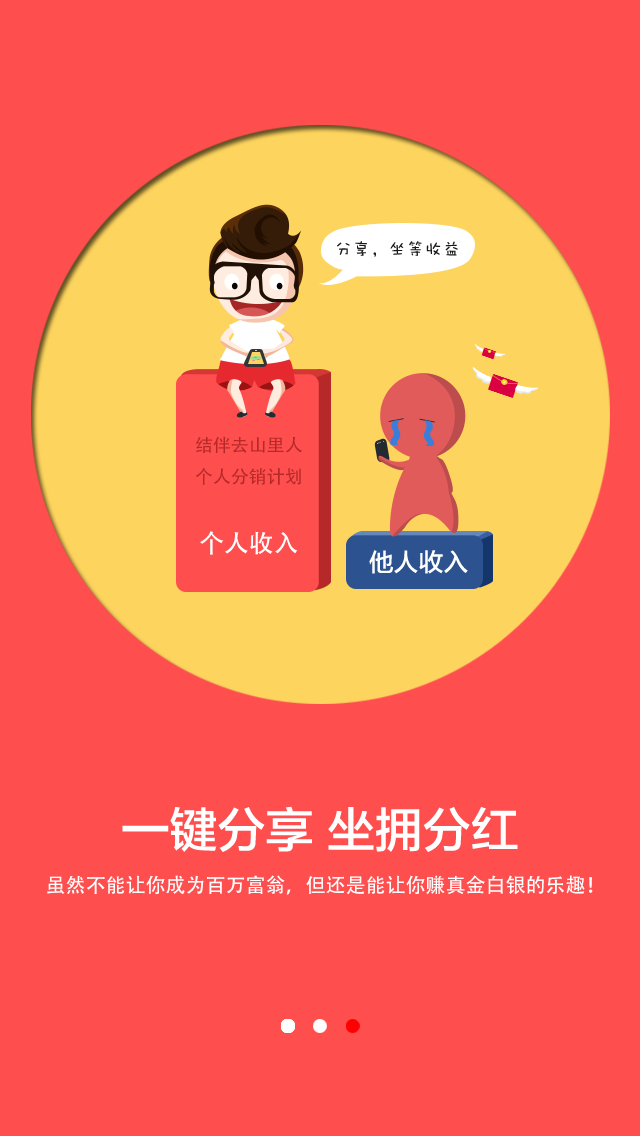 分享，坐等收益
结伴去山里人
个人分销计划
个人收入
他人收入
一键分享 坐拥分红
虽然不能让你成为百万富翁，但还是能让你赚真金白银的乐趣！